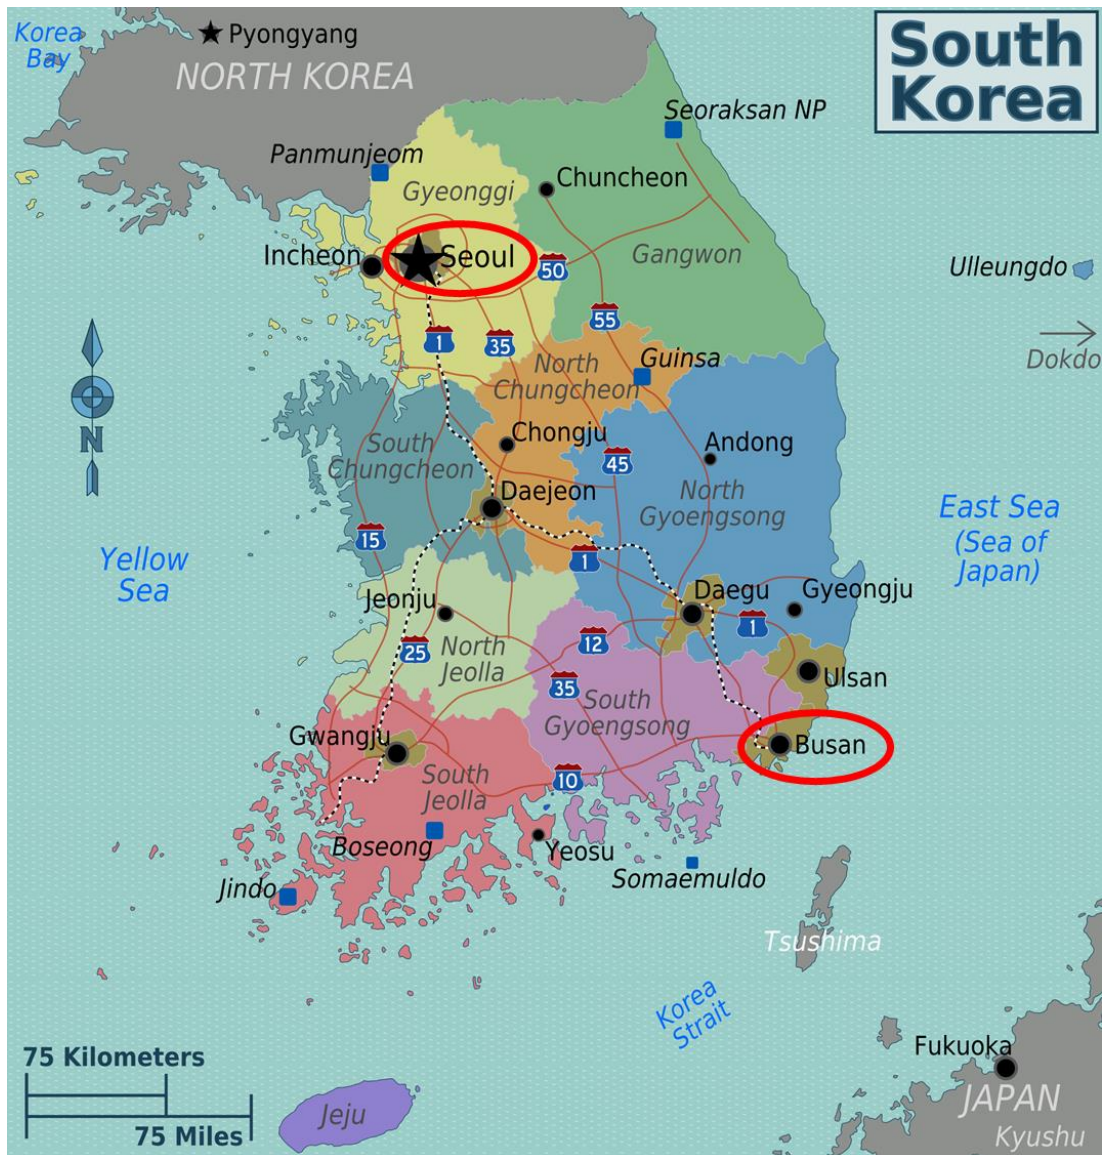 Korea
Bay
Pyongyang
NORTH KOREA
South
Korea
Seoraksan NP
Panmunjeom
Gyeonggi
Chuncheon
Incheon
Seoul
50
Gangwon
Ulleungdo
1
35
55
Dokdo
North
Chungcheon
Guinsa
N
South
Chungcheon
Chongju
45
Andong
Daejeon
North
Gyoengsong
East Sea
(Sea of
Japan)
15
Yellow
Sea
1
Jeonju
Daegu
Gyeongju
1
25
North
Jeolla
12
35
South
Gyoengsong
Ulsan
Gwangju
Busan
South
Jeolla
10
Boseong
Yeosu
Jindo
Somaemuldo
Tsushima
Korea
Strait
75 Kilometers
75 Miles
Jeju
Fukuoka
JAPAN
Kyushu